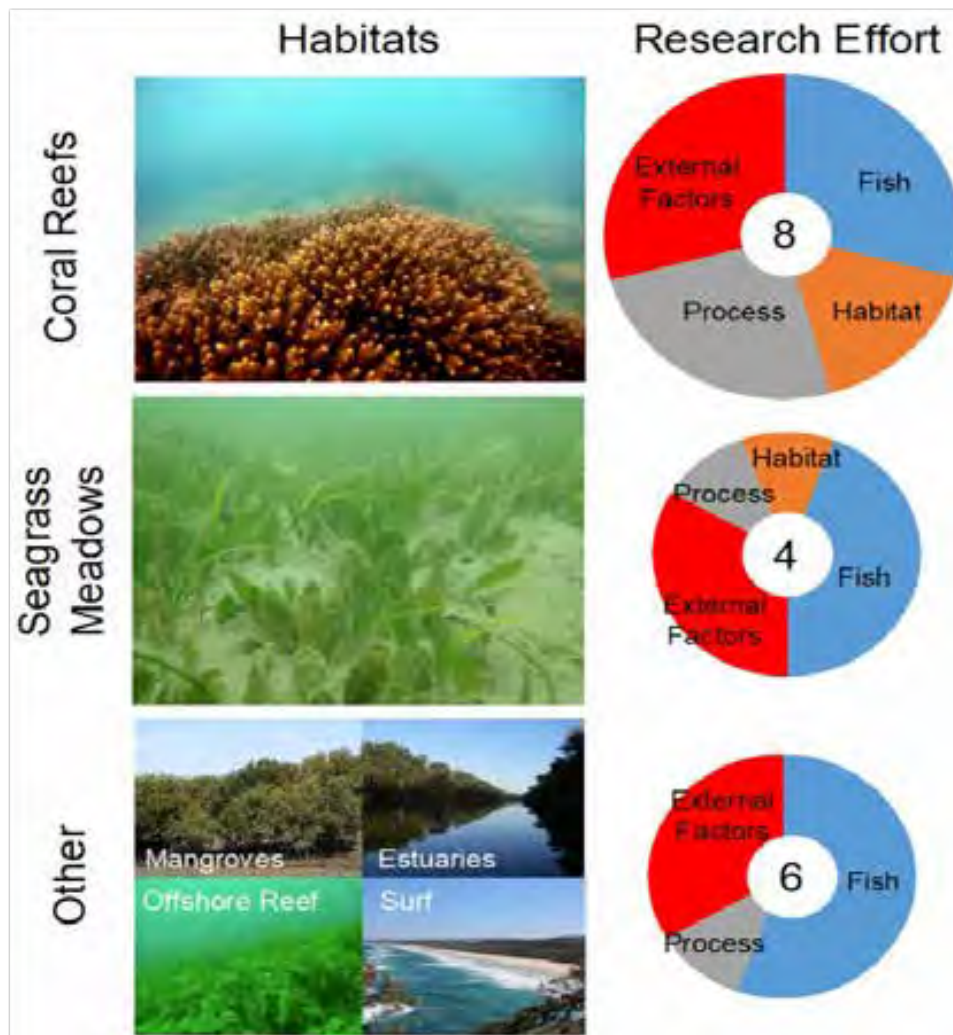 Habitats
Research Effort
Coral Reefs
External
Factors
Fish
8
Process
Habitat
Seagrass
Meadows
Habitat
Process
4
Fish
External
Factors
Other
Mangroves
Estuaries
Offshore Reef
Surf
External
Factors
6
Fish
Process